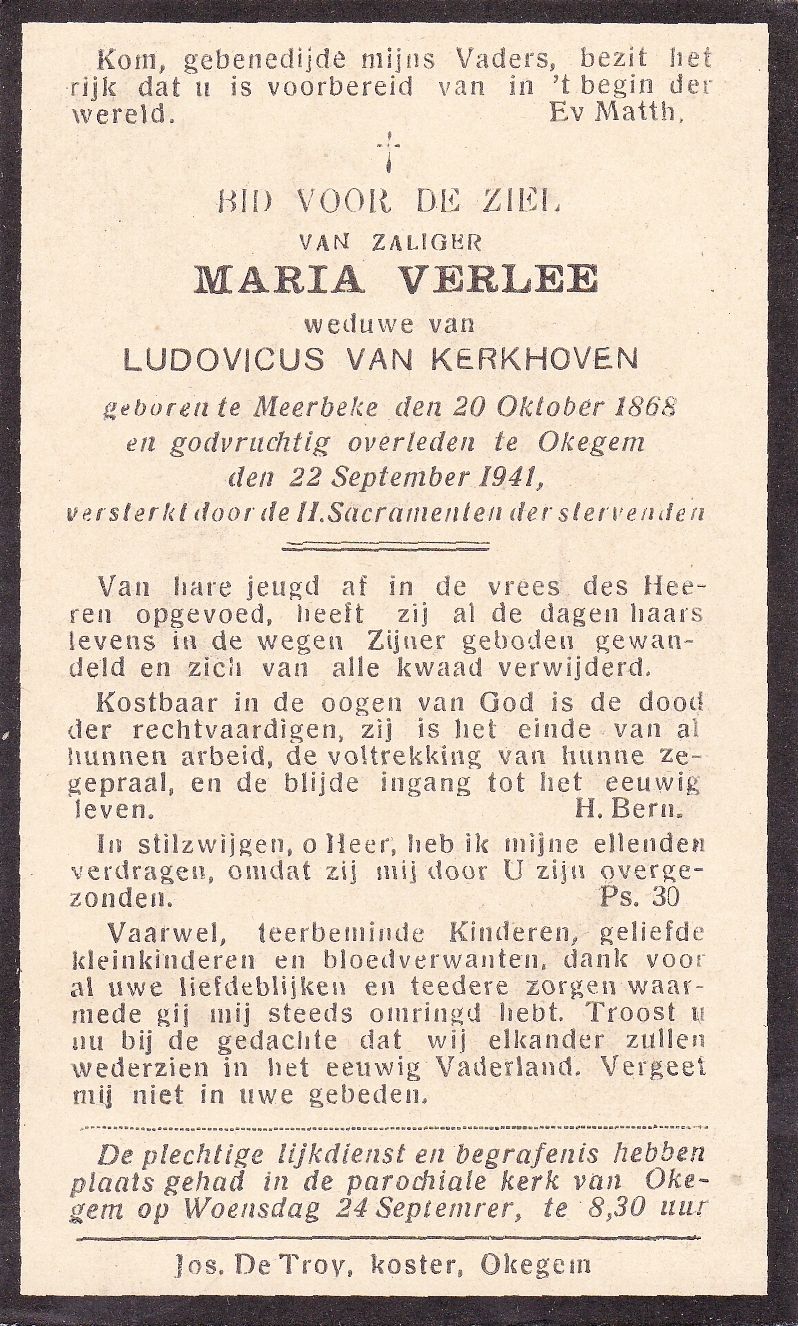 Kom, gebenedijde mijns Vaders, bezit het
rijk dat u is voorbereid van in 't begin der
wereld. Ev Matth.
BID VOOR DE ZIEL
VAN ZALIGER
MARIA VERLEE
weduwe van
LUDOVICUS VAN KERKHOVEN
geboren te Meerbeke den 20 Oktober 1868
en godvruchtig overleden te Okegem
den 22 September 1941,
versterkt door de H. Sacramenten der stervenden
Van hare jeugd af in de vrees des Hee-
ren opgevoed, heeft zij al de dagen haars
levens in de wegen Zijner geboden gewan-
deld en zich van alle kwaad verwijderd.
Kostbaar in de oogen van God is de dood
der rechtvaardigen, zij is het einde van al
hunnen arbeid, de voltrekking van hunne ze-
gepraal, en de blijde ingang tot het eeuwig
leven. H. Bern.
In stilzwijgen, o Heer, heb ik mijne ellenden
verdragen, omdat zij mij door U zijn overge-
zonden. Ps. 30
Vaarwel, teerbeminde Kinderen, geliefde
kleinkinderen en bloedverwanten, dank voor
al uwe liefdeblijken en teedere zorgen waar-
mede gij mij steeds omringd hebt. Troost u
nu bij de gedachte dat wij elkander zullen
wederzien in het eeuwig Vaderland. Vergeet
mij niet in uwe gebeden.
De plechtige lijkdienst en begrafenis hebben
plaats gehad in de parochiale kerk van Oke-
gem op Woensdag 24 Septemrer, te 8,30 uur
Jos. De Troy, koster, Okegem